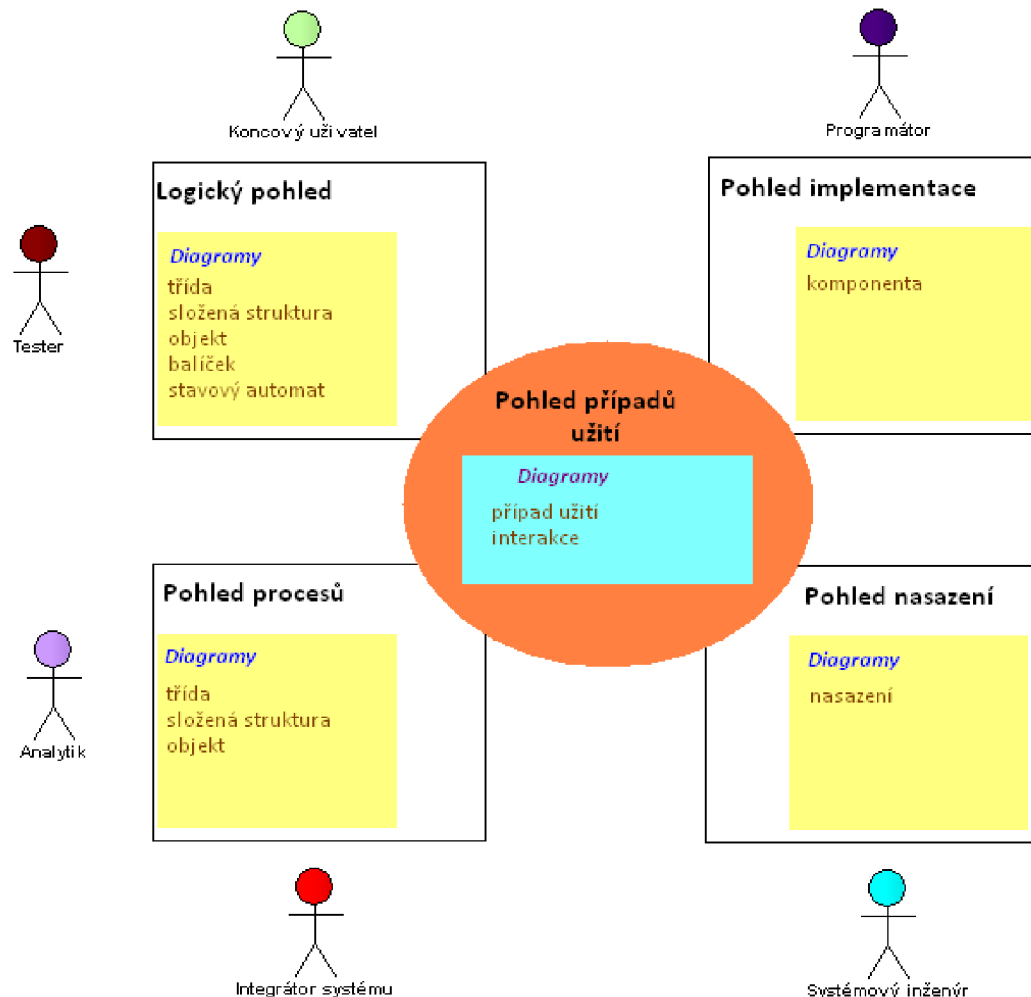 Koncový uživatel
Programátor
Logický pohled
Diagramy
třída
složená struktura
objekt
balíček
stavový automat
Pohled implementace
Diagramy
komponenta
Tester
Pohled případů
užití
Diagramy
případ užití
interakce
Pohled procesů
Diagramy
třída
složená struktura
objekt
Pohled nasazení
Diagramy
nasazení
Analytik
Integrátor systému
Systémový inženýr